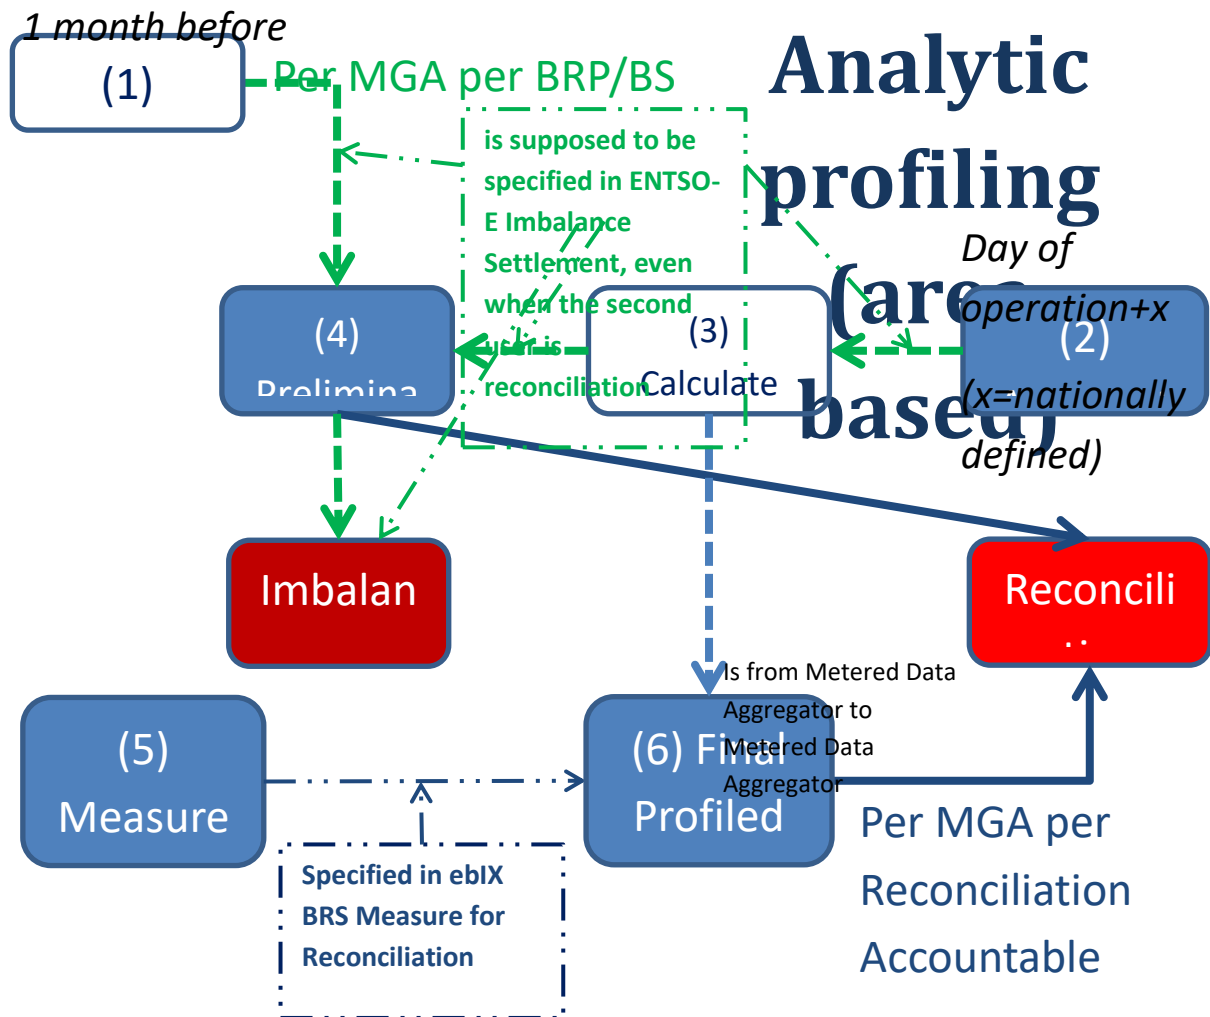 1 month before
(1)
Per MGA per BRP/BS
Analytic
profiling
(area
based)
is supposed to be
specified in ENTSO-
E Imbalance
Settlement, even
when the second
user is
reconciliation
Day of
operation+x
(x=nationally
defined)
(4)
Prelimina
(3)
Calculate
(2)
Imbalan
Reconcili
Is from Metered Data
Aggregator to
Metered Data
Aggregator
(5)
Measure
(6) Final
Profiled
Specified in ebIX
BRS Measure for
Reconciliation
Per MGA per
Reconciliation
Accountable